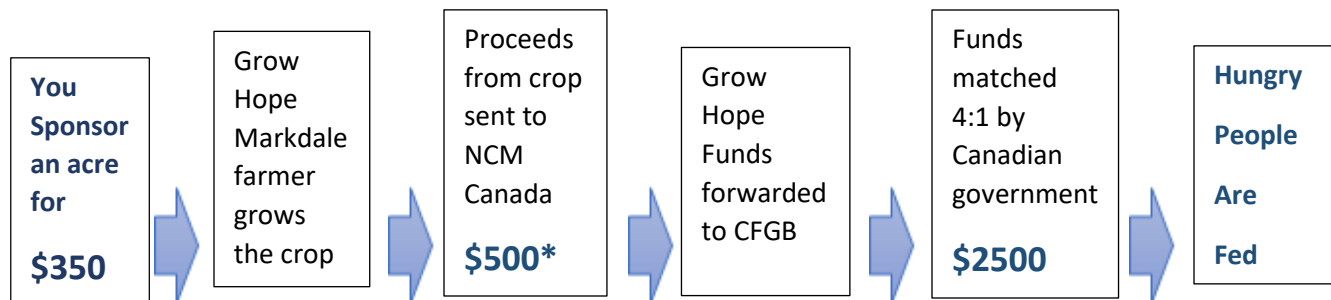 You
Sponsor
an acre
for
$350
Grow
Hope
Markdale
farmer
grows
the crop
Proceeds
from crop
sent to
NCM
Canada
$500*
Grow
Hope
Funds
forwarded
to CFGB
Funds
matched
4:1 by
Canadian
government
$2500
Hungry
People
Are
Fed